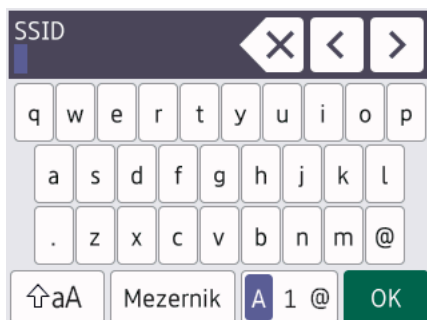 SSID
q w e r t y u i o p
a s d f g h j k l
. z x c v b n m @
aA Mezernik A 1 @ OK